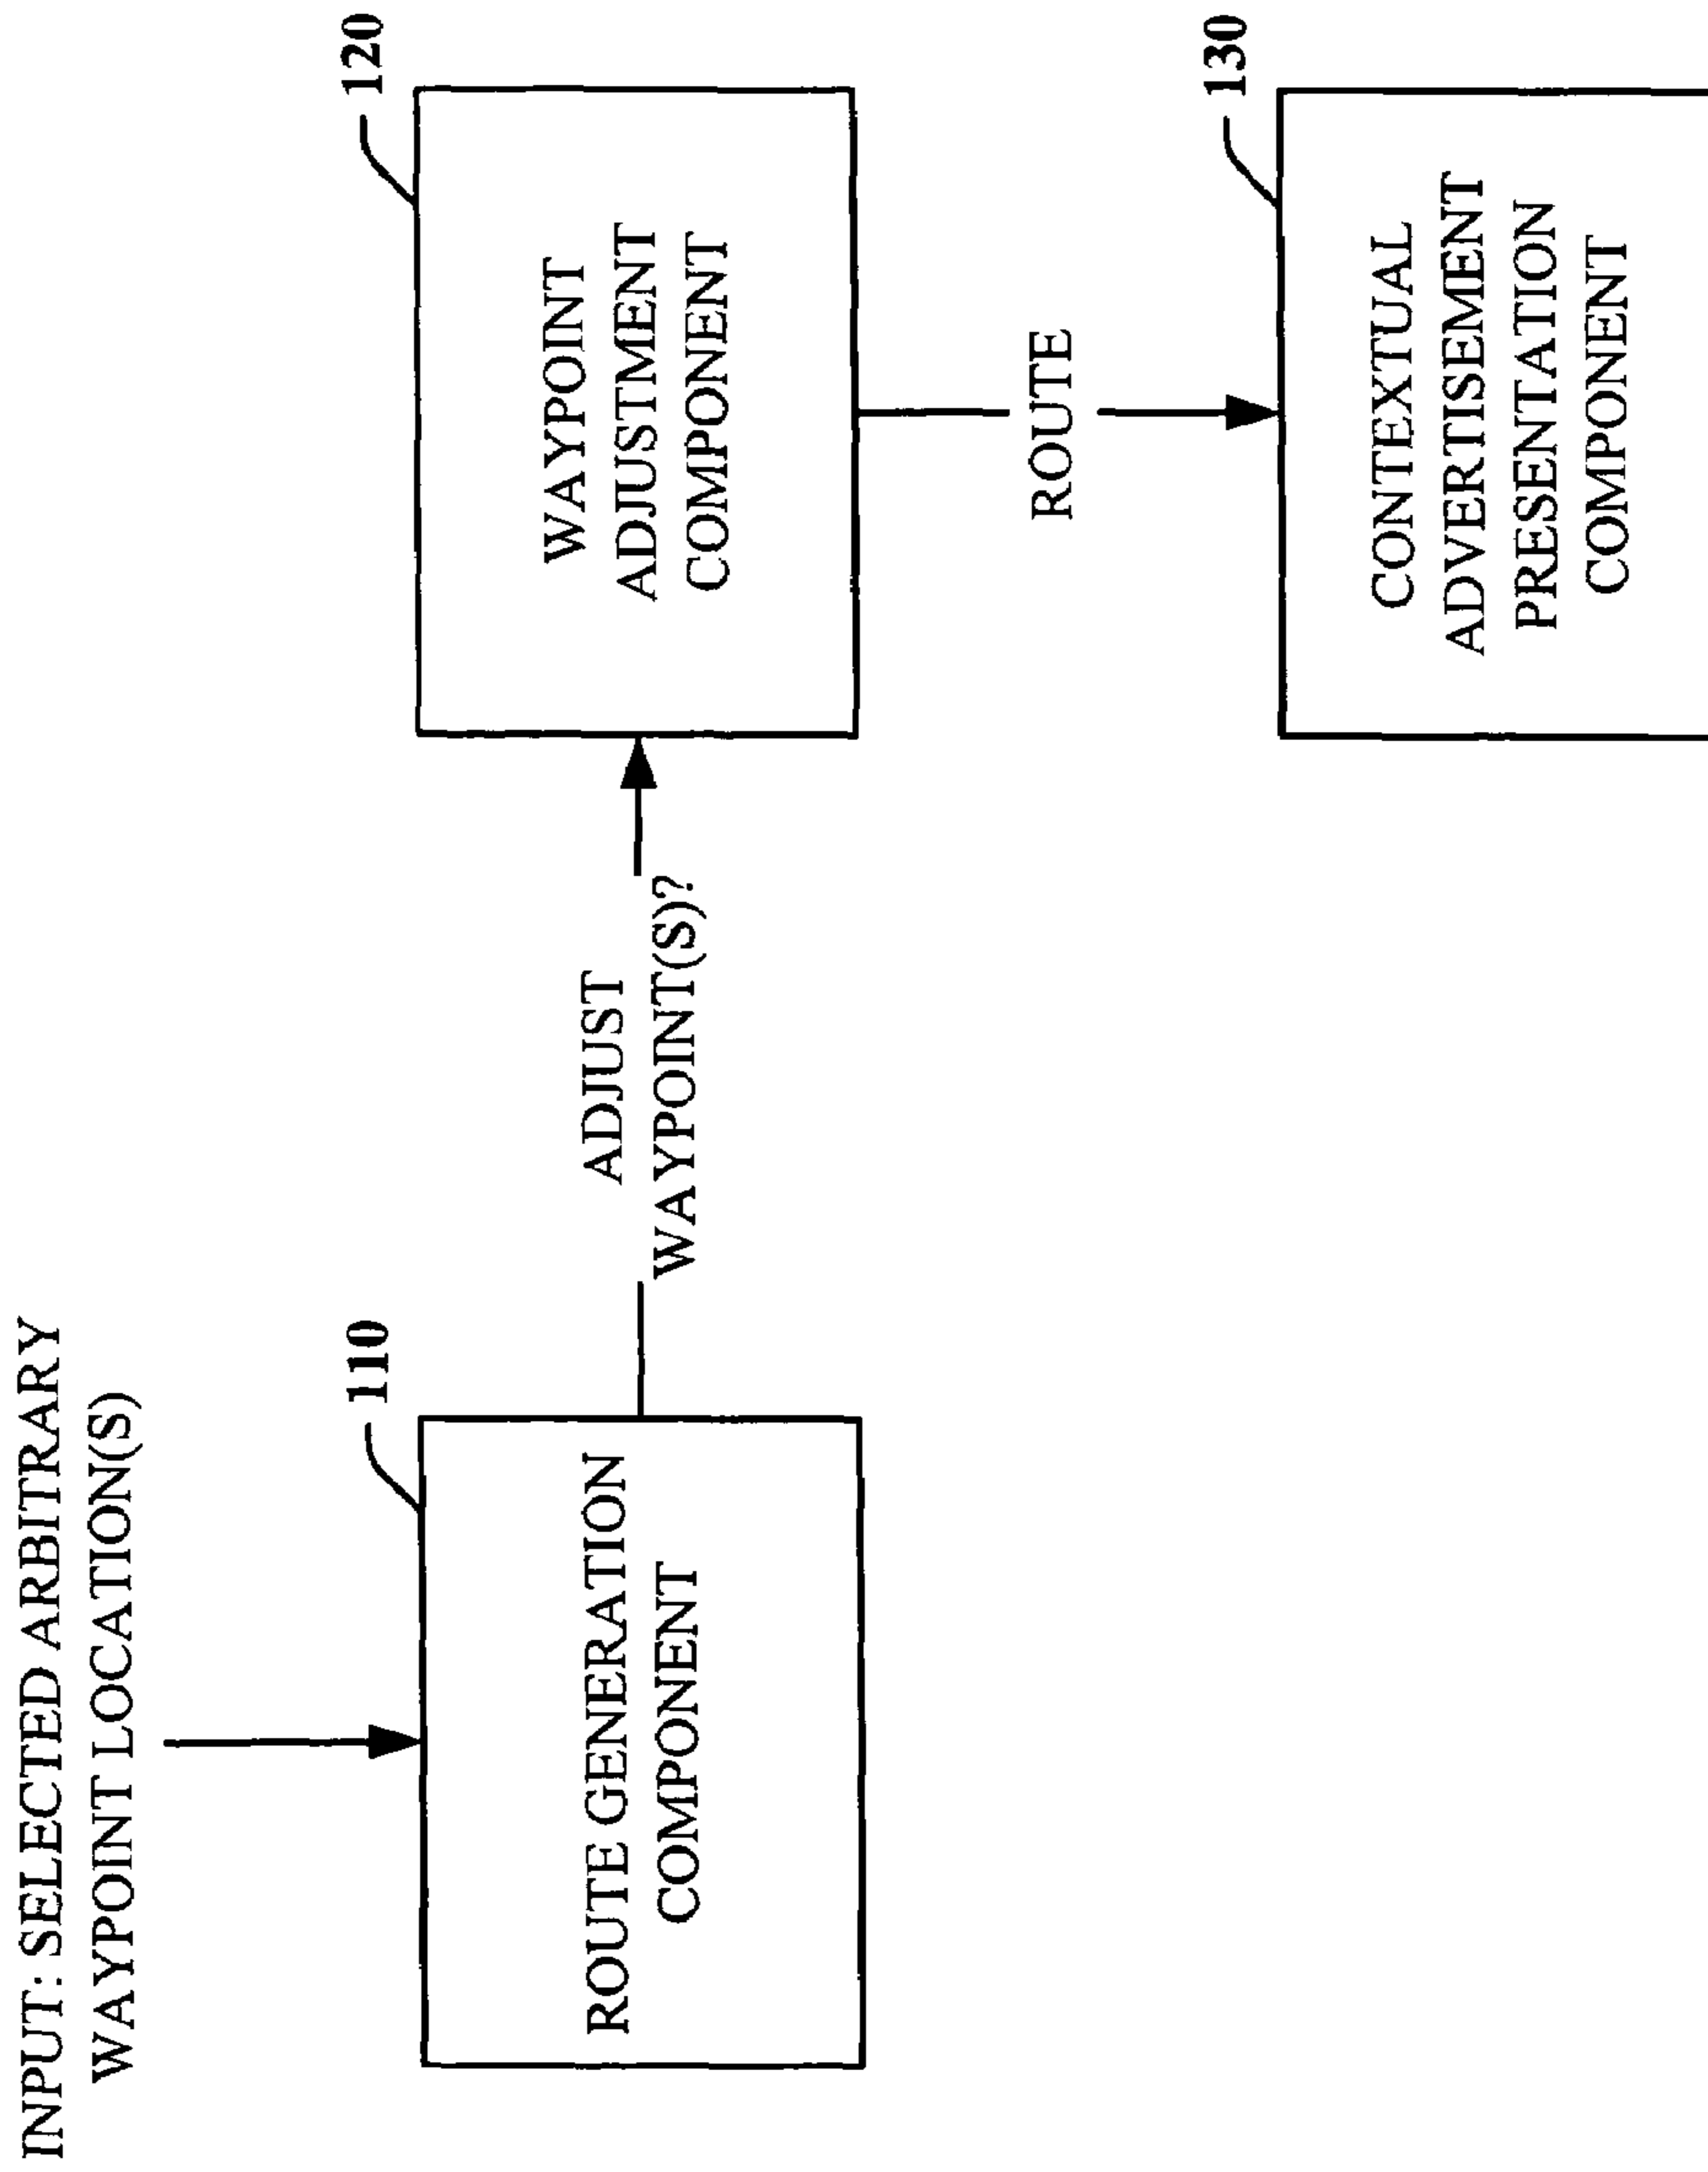 INPUT: SELECTED ARBITRARY
WAYPOINT LOCATION(S)
110
ROUTE GENERATION
COMPONENT
ADJUST
WAYPOINT(S)?
120
WAYPOINT
ADJUSTMENT
COMPONENT
ROUTE
130
CONTEXTUAL
ADVERTISEMENT
PRESENTATION
COMPONENT